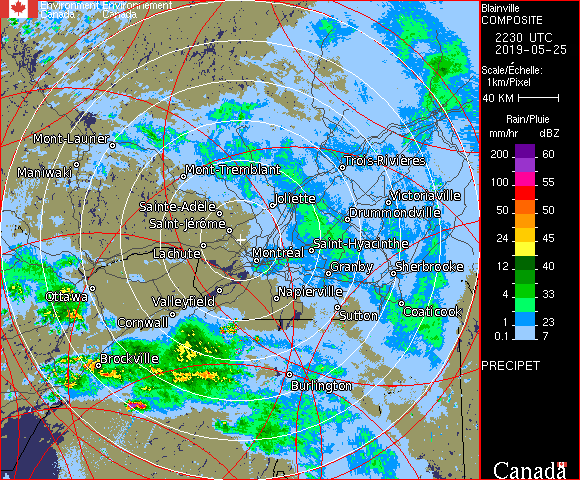 Environment Environnement
Canada Canada
Blainville
COMPOSITE
2230 UTC
2019-05-25
Scale/Échelle:
1km/Pixel
40 KM
Rain/Pluie
mm/hr dBZ
200 60
100 55
50 50
24 45
12 40
4 33
1 23
0.1 7
PRECIPET
Canada
Mont-Laurier
Maniwaki
Mont-Tremblant
Trois-Rivières
Sainte-Adèle
Joliette
Victoriaville
Drummondville
Saint-Jérôme
Lachute
Montréal
Saint-Hyacinthe
Granby
Sherbrooke
Ottawa
Valleyfield
Napierville
Cornwall
Sutton
Coaticook
Brockville
Burlington